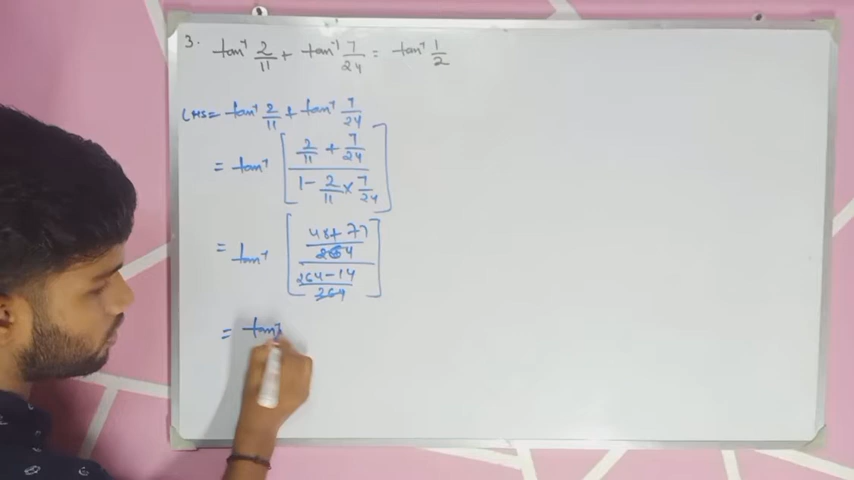 3. tan⁻¹ 2/11 + tan⁻¹ 7/24 = tan⁻¹ 1/2
LHS = tan⁻¹ 2/11 + tan⁻¹ 7/24
= tan⁻¹ [ (2/11 + 7/24) / (1 - 2/11 × 7/24) ]
= tan⁻¹ [ ((48 + 77)/264) / ((264 - 14)/264) ]
= tan⁻¹